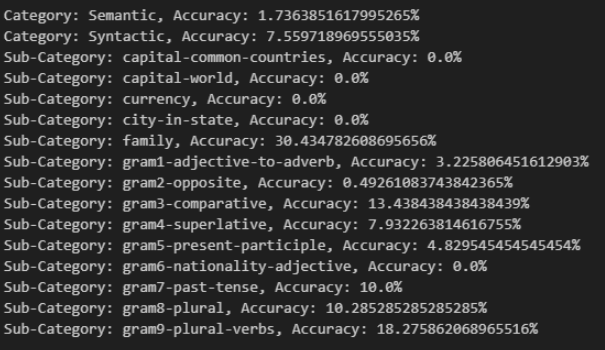 Category: Semantic, Accuracy: 1.7363851617995265%
Category: Syntactic, Accuracy: 7.559718969555035%
Sub-Category: capital-common-countries, Accuracy: 0.0%
Sub-Category: capital-world, Accuracy: 0.0%
Sub-Category: currency, Accuracy: 0.0%
Sub-Category: city-in-state, Accuracy: 0.0%
Sub-Category: family, Accuracy: 30.434782608695656%
Sub-Category: gram1-adjective-to-adverb, Accuracy: 3.225806451612903%
Sub-Category: gram2-opposite, Accuracy: 0.49261083743842365%
Sub-Category: gram3-comparative, Accuracy: 13.438438438438439%
Sub-Category: gram4-superlative, Accuracy: 7.932263814616755%
Sub-Category: gram5-present-participle, Accuracy: 4.829545454545454%
Sub-Category: gram6-nationality-adjective, Accuracy: 0.0%
Sub-Category: gram7-past-tense, Accuracy: 10.0%
Sub-Category: gram8-plural, Accuracy: 10.285285285285285%
Sub-Category: gram9-plural-verbs, Accuracy: 18.275862068965516%